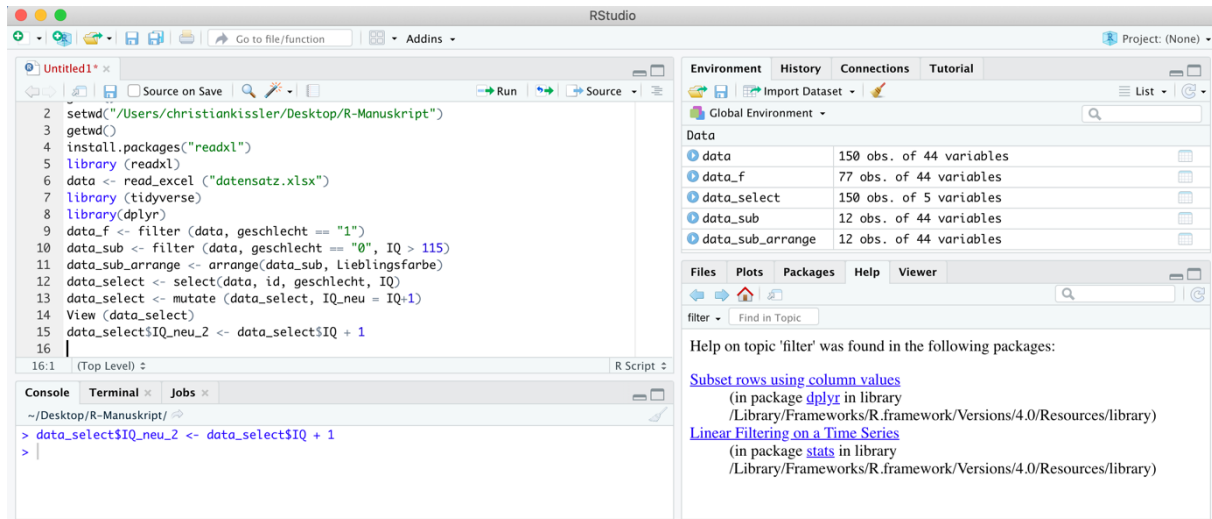 RStudio
Go to file/function
Addins
Project: (None)
Untitled1*
Source on Save
Run
Source
2 setwd("/Users/christiankissler/Desktop/R-Manuskript")
3 getwd()
4 install.packages("readxl")
5 library (readxl)
6 data <- read_excel ("datensatz.xlsx")
7 library (tidyverse)
8 library(dplyr)
9 data_f <- filter (data, geschlecht == "1")
10 data_sub <- filter (data, geschlecht == "0", IQ > 115)
11 data_sub_arrange <- arrange(data_sub, Lieblingsfarbe)
12 data_select <- select(data, id, geschlecht, IQ)
13 data_select <- mutate (data_select, IQ_neu = IQ+1)
14 View (data_select)
15 data_select$IQ_neu_2 <- data_select$IQ + 1
16
16:1 (Top Level) R Script
Console Terminal Jobs
~/Desktop/R-Manuskript/
> data_select$IQ_neu_2 <- data_select$IQ + 1
>
Environment History Connections Tutorial
Import Dataset List
Global Environment
Data
data 150 obs. of 44 variables
data_f 77 obs. of 44 variables
data_select 150 obs. of 5 variables
data_sub 12 obs. of 44 variables
data_sub_arrange 12 obs. of 44 variables
Files Plots Packages Help Viewer
filter Find in Topic
Help on topic 'filter' was found in the following packages:
Subset rows using column values
(in package dplyr in library
/Library/Frameworks/R.framework/Versions/4.0/Resources/library)
Linear Filtering on a Time Series
(in package stats in library
/Library/Frameworks/R.framework/Versions/4.0/Resources/library)